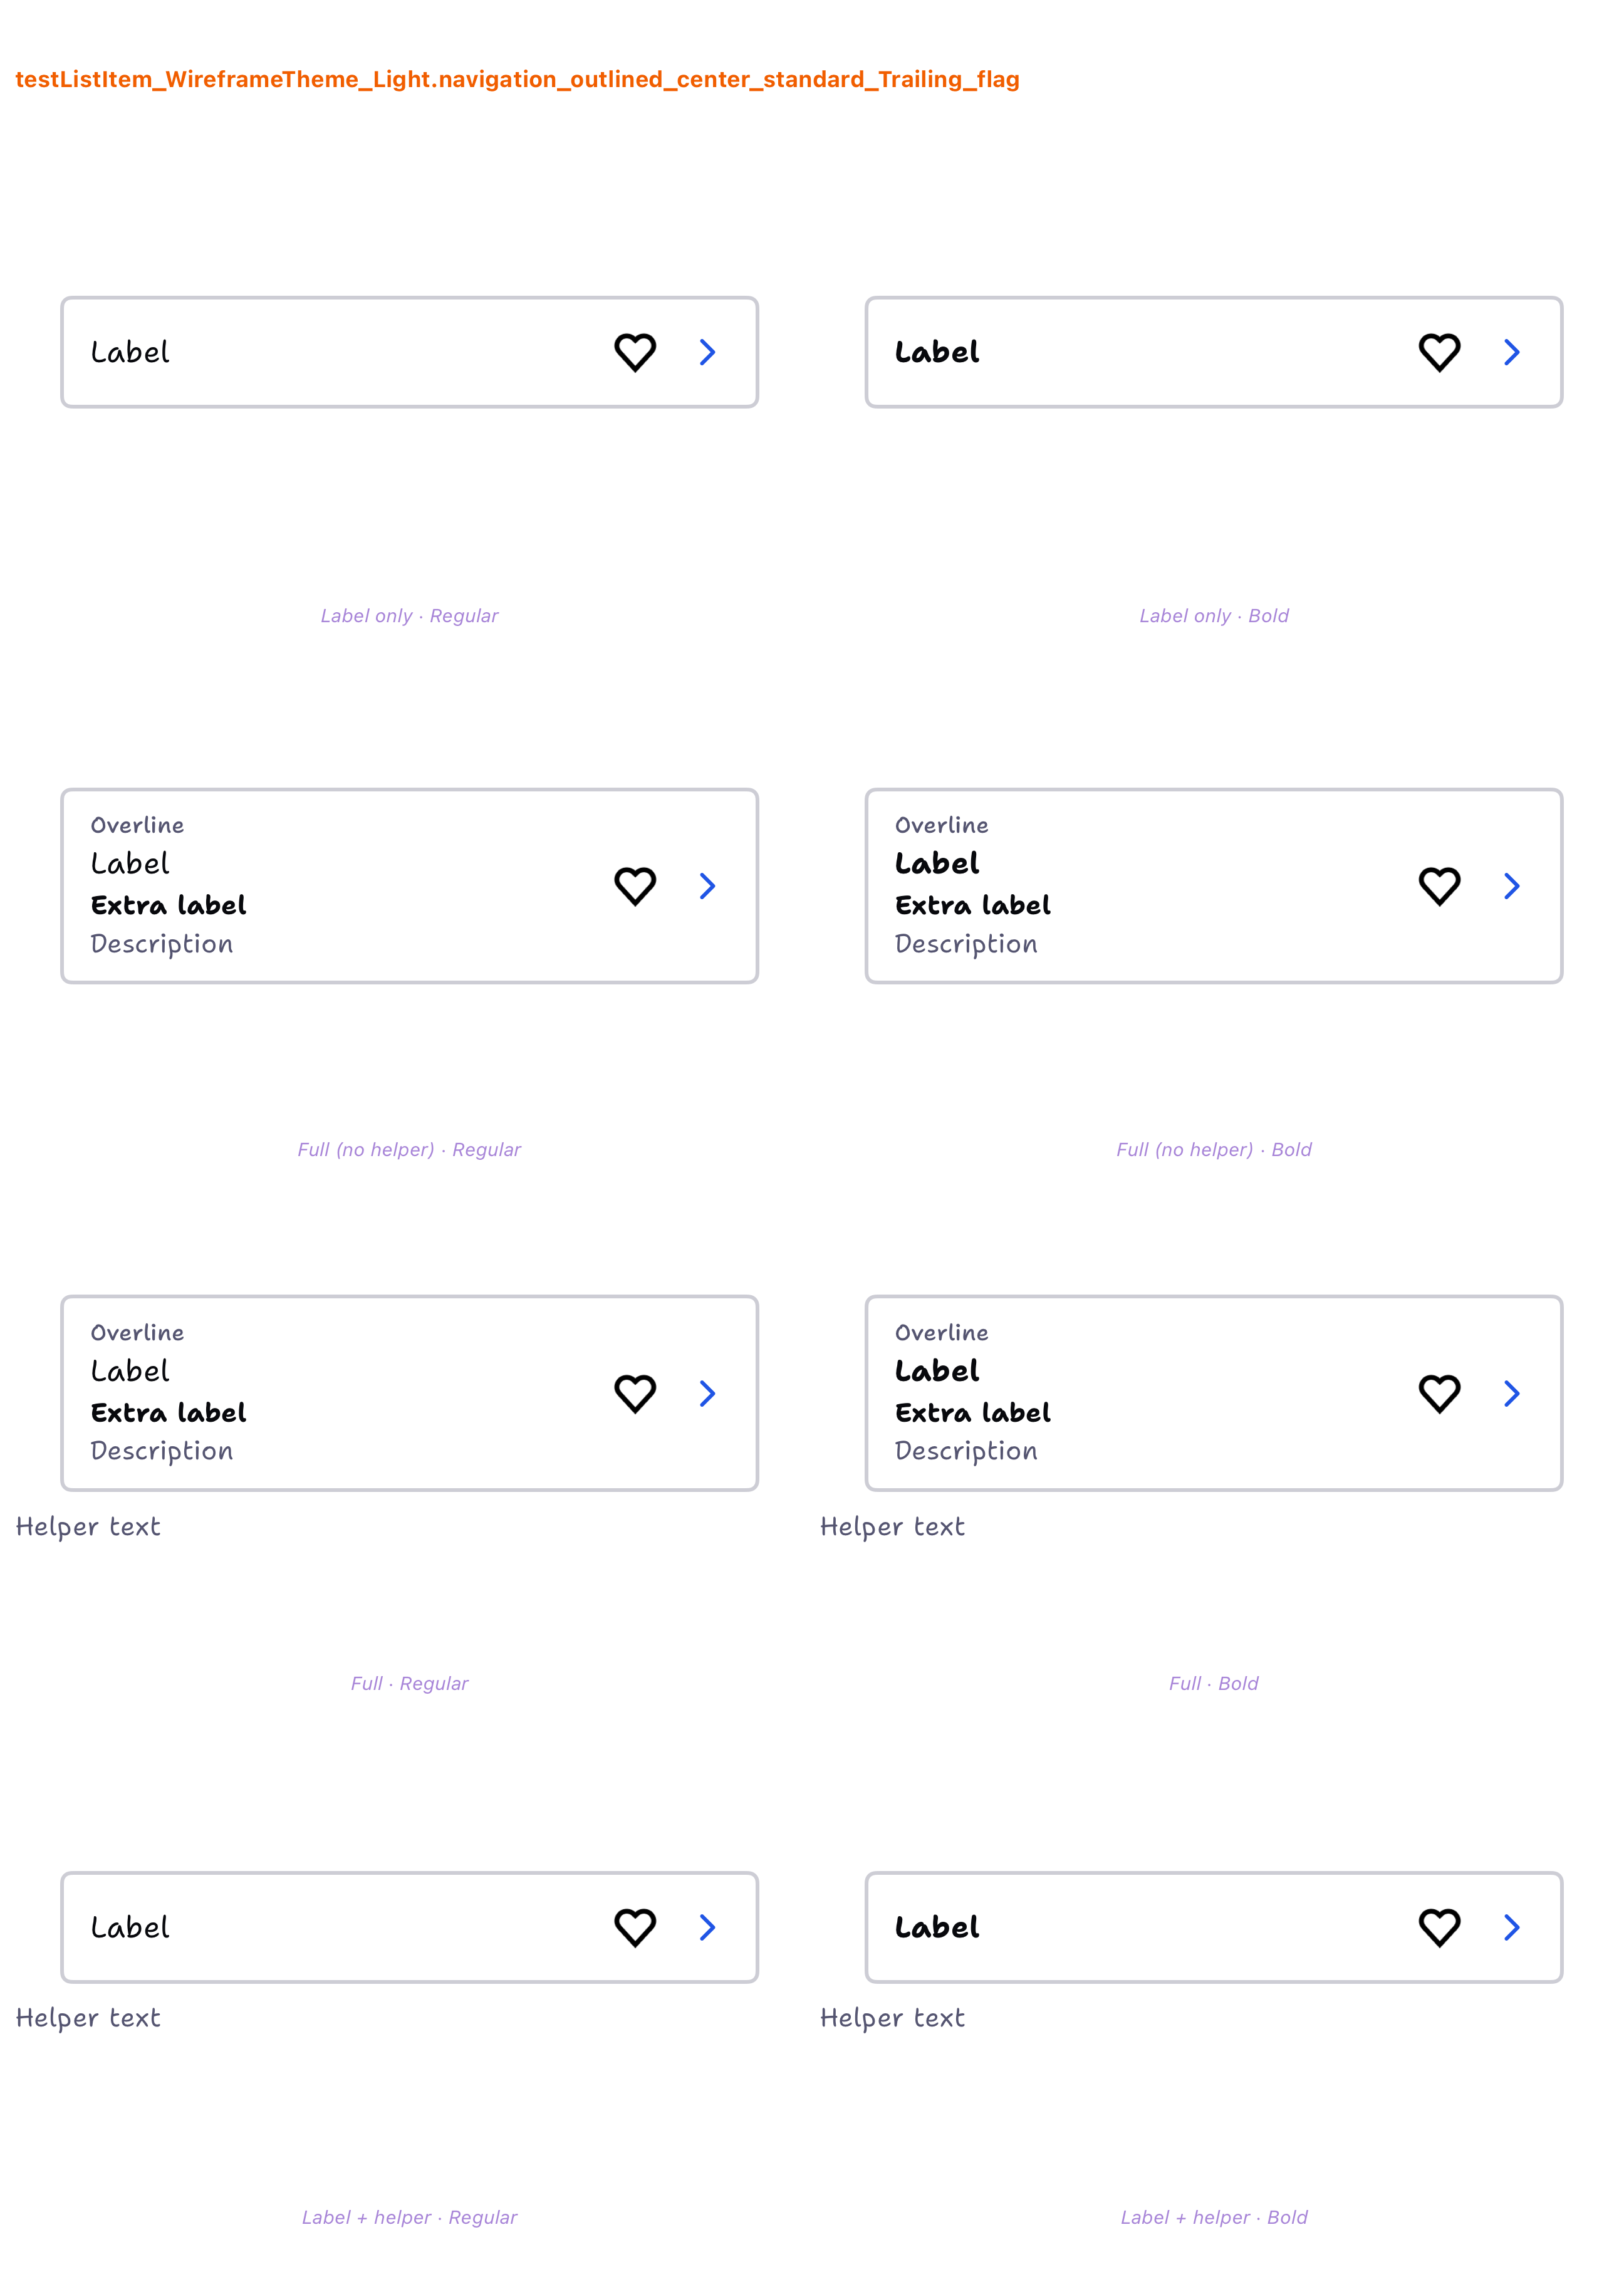 testListItem_WireframeTheme_Light.navigation_outlined_center_standard_Trailing_flag
Label
Label
Label only · Regular
Label only · Bold
Overline
Label
Extra label
Description
Overline
Label
Extra label
Description
Full (no helper) · Regular
Full (no helper) · Bold
Overline
Label
Extra label
Description
Helper text
Overline
Label
Extra label
Description
Helper text
Full · Regular
Full · Bold
Label
Helper text
Label
Helper text
Label + helper · Regular
Label + helper · Bold